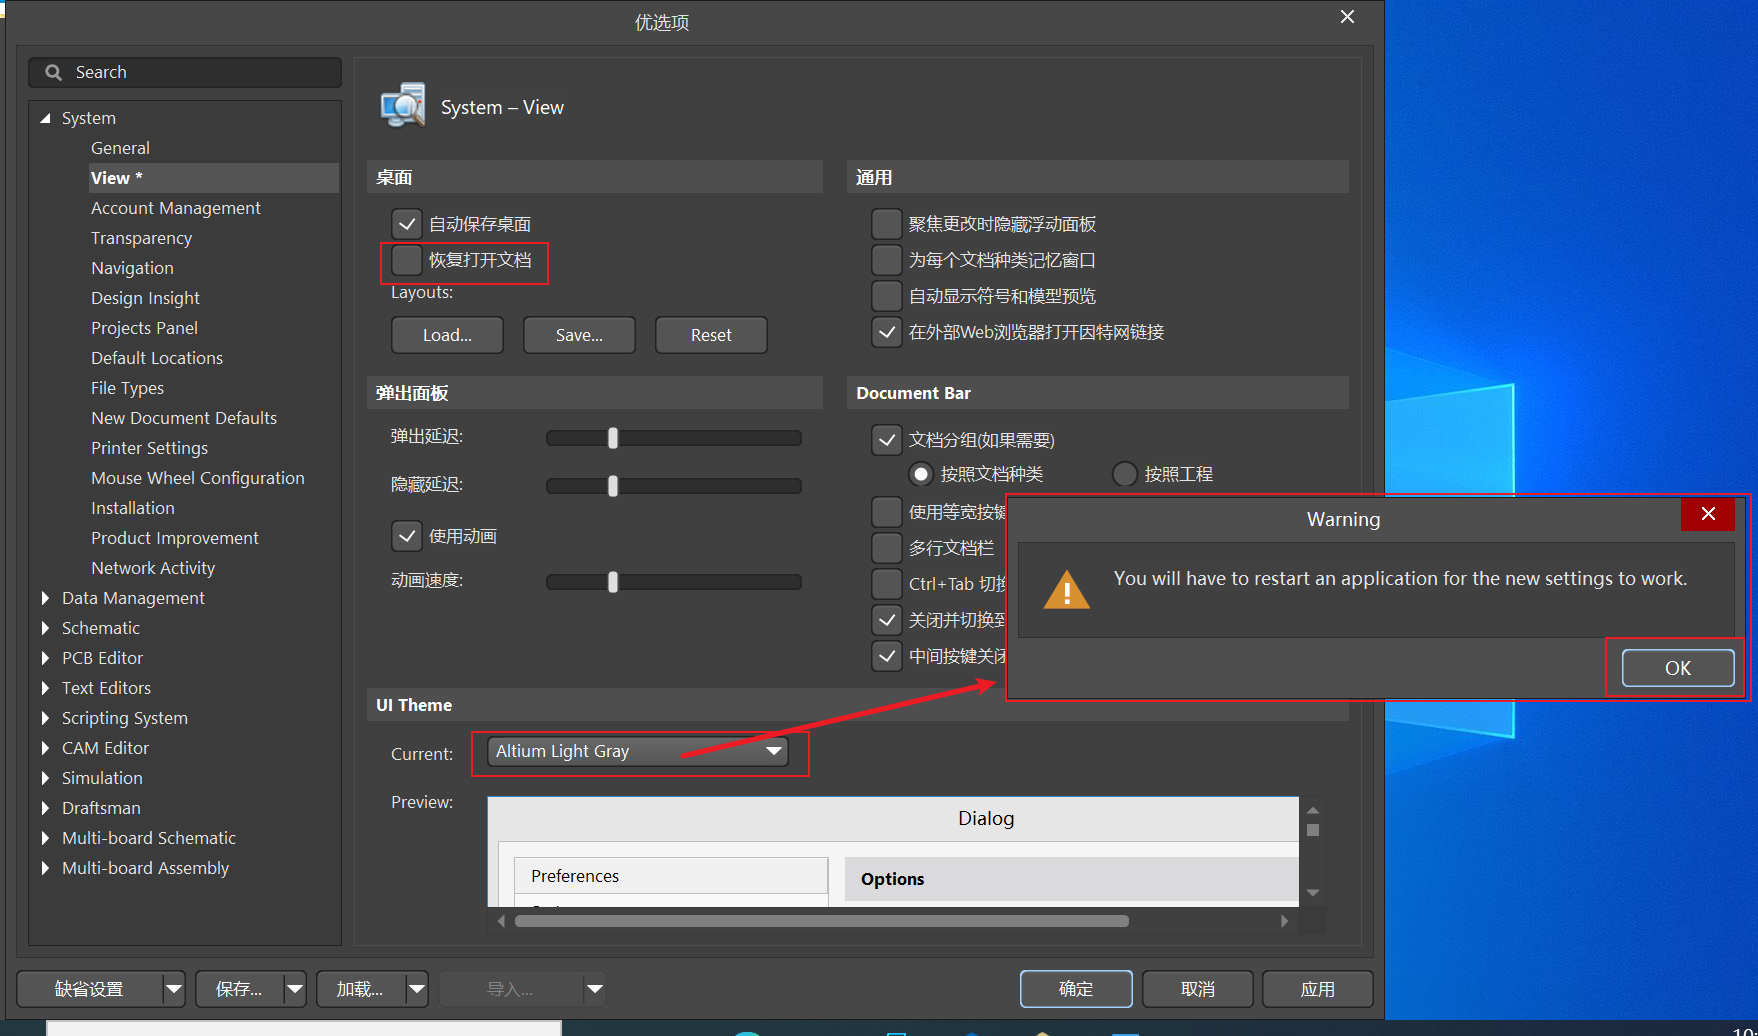 优选项
Search
System
General
View *
Account Management
Transparency
Navigation
Design Insight
Projects Panel
Default Locations
File Types
New Document Defaults
Printer Settings
Mouse Wheel Configuration
Installation
Product Improvement
Network Activity
Data Management
Schematic
PCB Editor
Text Editors
Scripting System
CAM Editor
Simulation
Draftsman
Multi-board Schematic
Multi-board Assembly
System – View
桌面
自动保存桌面
恢复打开文档
Layouts:
Load... Save... Reset
通用
聚焦更改时隐藏浮动面板
为每个文档种类记忆窗口
自动显示符号和模型预览
在外部Web浏览器打开因特网链接
弹出面板
弹出延迟:
隐藏延迟:
使用动画
动画速度:
Document Bar
文档分组(如果需要)
按照文档种类 按照工程
使用等宽按键
多行文档栏
Ctrl+Tab 切换
关闭并切换到
中间按键关闭
Warning
You will have to restart an application for the new settings to work.
OK
UI Theme
Current: Altium Light Gray
Preview:
Dialog
Preferences
Options
缺省设置 保存... 加载... 导入... 确定 取消 应用